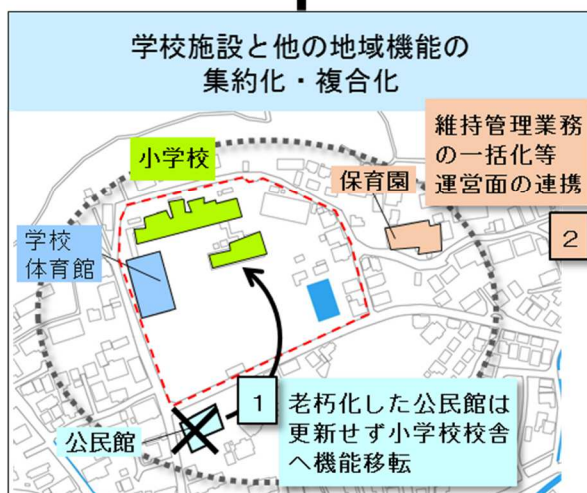 学校施設と他の地域機能の
集約化・複合化
維持管理業務
の一括化等
運営面の連携
2
小学校
保育園
学校
体育館
1
老朽化した公民館は
更新せず小学校校舎
へ機能移転
公民館